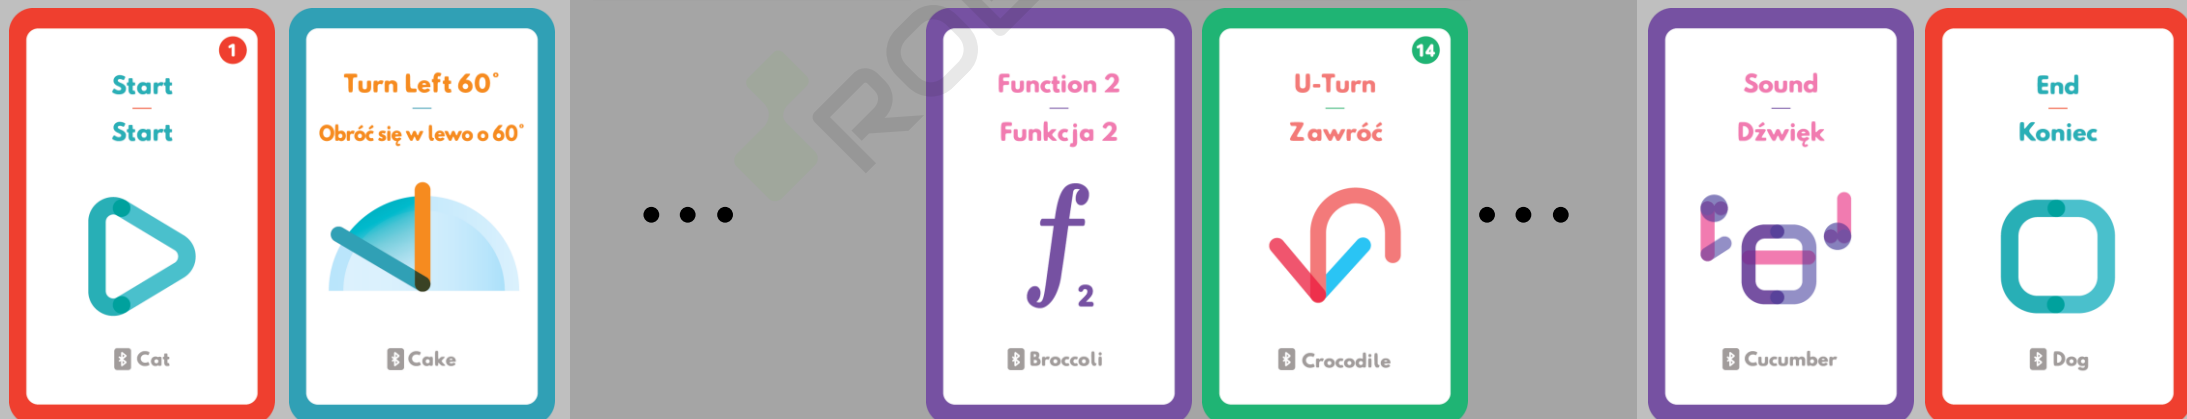 1
Start
Start
Cat
Turn Left 60°
Obróć się w lewo o 60°
Cake
...
Function 2
Funkcja 2
f2
Broccoli
14
U-Turn
Zawróć
Crocodile
...
Sound
Dźwięk
Cucumber
End
Koniec
Dog